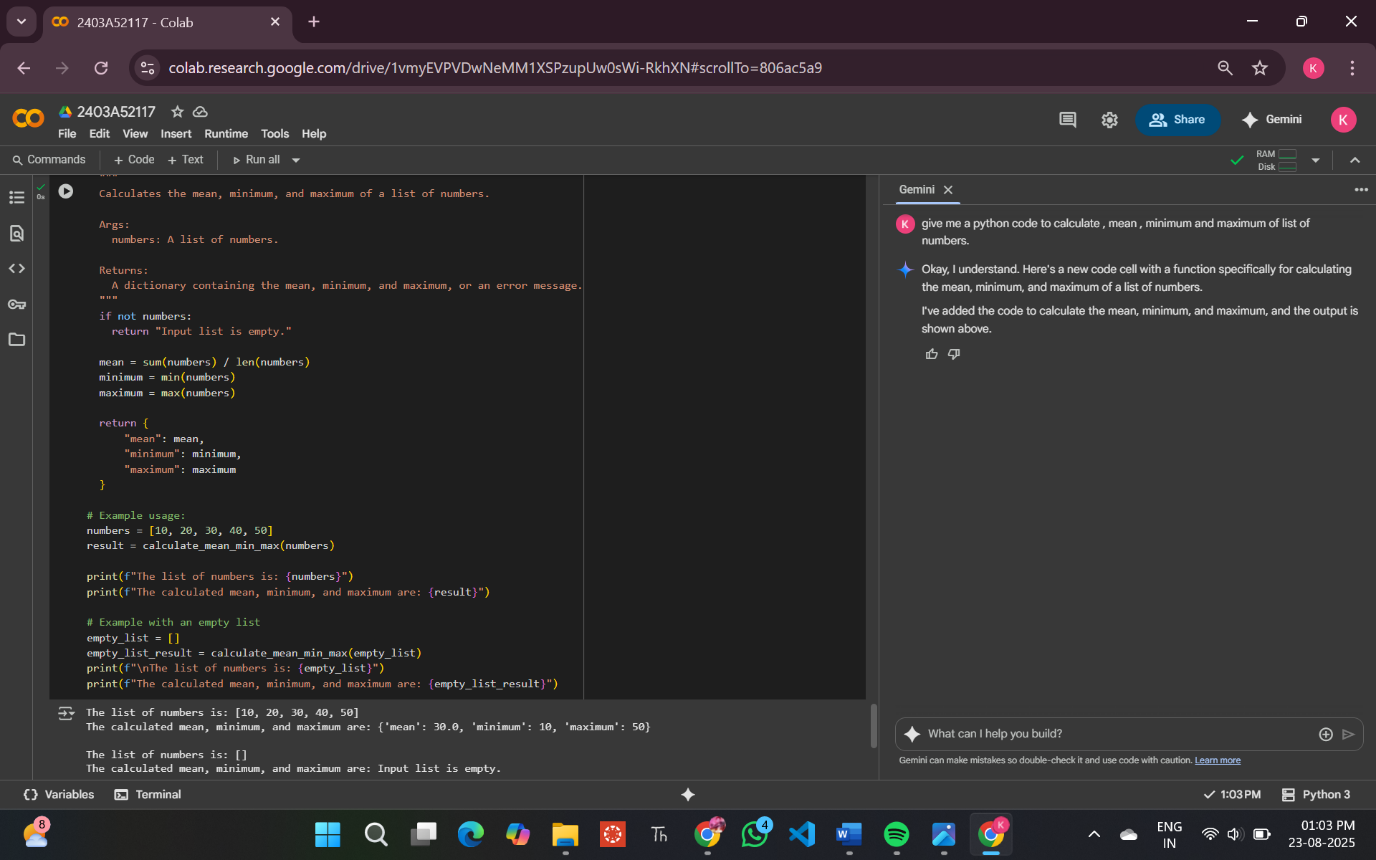 2403A52117 - Colab
colab.research.google.com/drive/1vmyEVPVDwNeMM1XSPzupUw0sWi-RkhXN#scrollTo=806ac5a9
K
2403A52117
File Edit View Insert Runtime Tools Help
Share
Gemini
K
Commands + Code + Text Run all
RAM
Disk
0s
Calculates the mean, minimum, and maximum of a list of numbers.
Args:
numbers: A list of numbers.
Returns:
A dictionary containing the mean, minimum, and maximum, or an error message.
"""
if not numbers:
return "Input list is empty."
mean = sum(numbers) / len(numbers)
minimum = min(numbers)
maximum = max(numbers)
return {
"mean": mean,
"minimum": minimum,
"maximum": maximum
}
# Example usage:
numbers = [10, 20, 30, 40, 50]
result = calculate_mean_min_max(numbers)
print(f"The list of numbers is: {numbers}")
print(f"The calculated mean, minimum, and maximum are: {result}")
# Example with an empty list
empty_list = []
empty_list_result = calculate_mean_min_max(empty_list)
print(f"\nThe list of numbers is: {empty_list}")
print(f"The calculated mean, minimum, and maximum are: {empty_list_result}")
The list of numbers is: [10, 20, 30, 40, 50]
The calculated mean, minimum, and maximum are: {'mean': 30.0, 'minimum': 10, 'maximum': 50}
The list of numbers is: []
The calculated mean, minimum, and maximum are: Input list is empty.
Gemini
K
give me a python code to calculate , mean , minimum and maximum of list of
numbers.
Okay, I understand. Here's a new code cell with a function specifically for calculating
the mean, minimum, and maximum of a list of numbers.
I've added the code to calculate the mean, minimum, and maximum, and the output is
shown above.
What can I help you build?
Gemini can make mistakes so double-check it and use code with caution. Learn more
Variables Terminal
1:03 PM Python 3
8
Th
4
W
K
ENG
IN
01:03 PM
23-08-2025